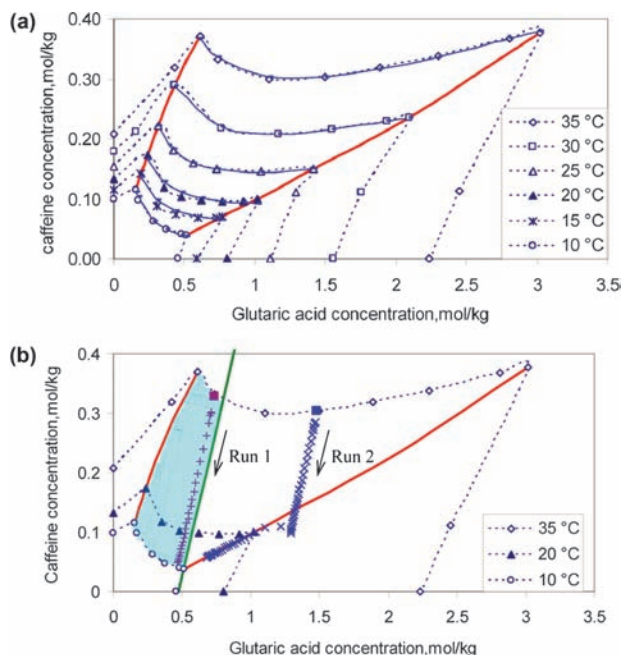 (a)
0.40
0.30
0.20
0.10
0.00
caffeine concentration,mol/kg
0 0.5 1 1.5 2 2.5 3 3.5
Glutaric acid concentration,mol/kg
35 °C
30 °C
25 °C
20 °C
15 °C
10 °C
(b)
0.4
0.3
0.2
0.1
0
Caffeine concentration,mol/kg
Run 1
Run 2
0 0.5 1 1.5 2 2.5 3 3.5
Glutaric acid concentration,mol/kg
35 °C
20 °C
10 °C